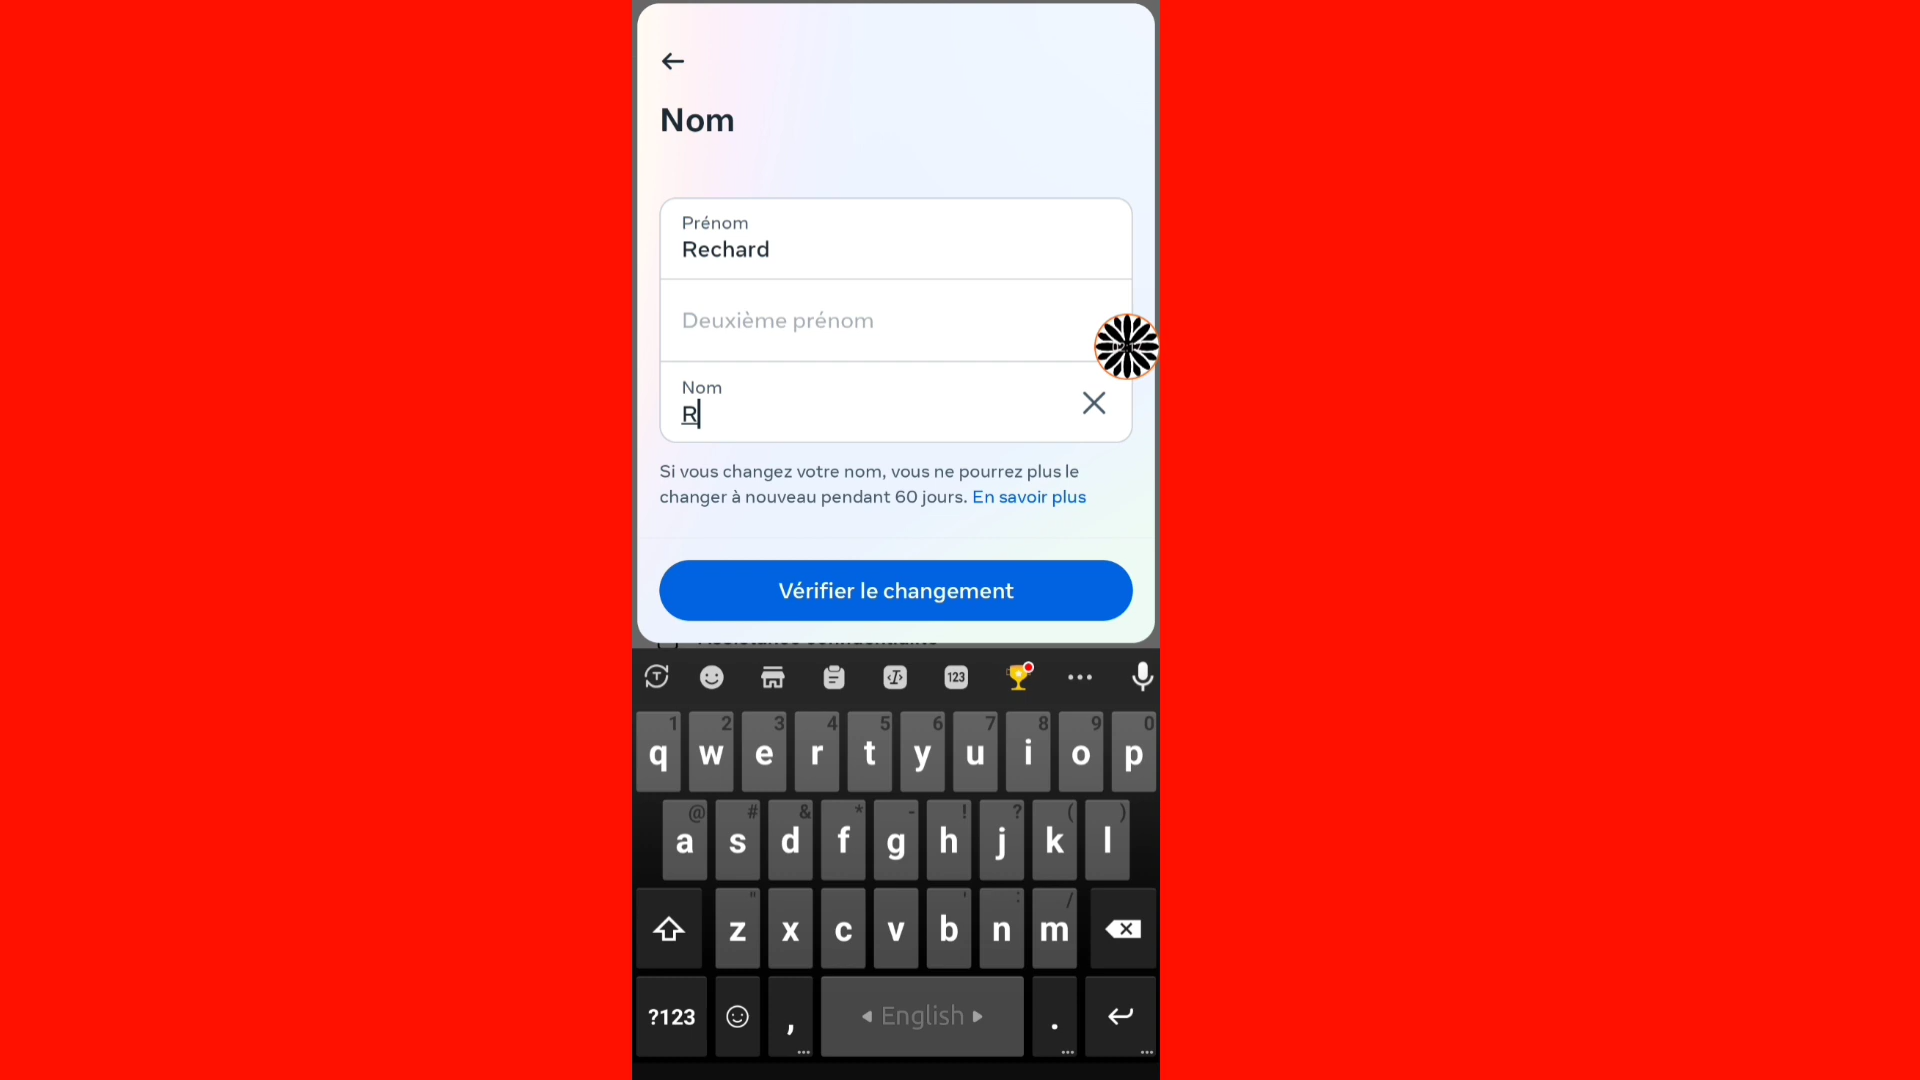 Nom
Prénom
Rechard
Deuxième prénom
Nom
R
Si vous changez votre nom, vous ne pourrez plus le
changer à nouveau pendant 60 jours. En savoir plus
Vérifier le changement
123
1 2 3 4 5 6 7 8 9 0
q w e r t y u i o p
@ # & * - ! ? ( )
a s d f g h j k l
" ' : /
z x c v b n m
?123 , English .